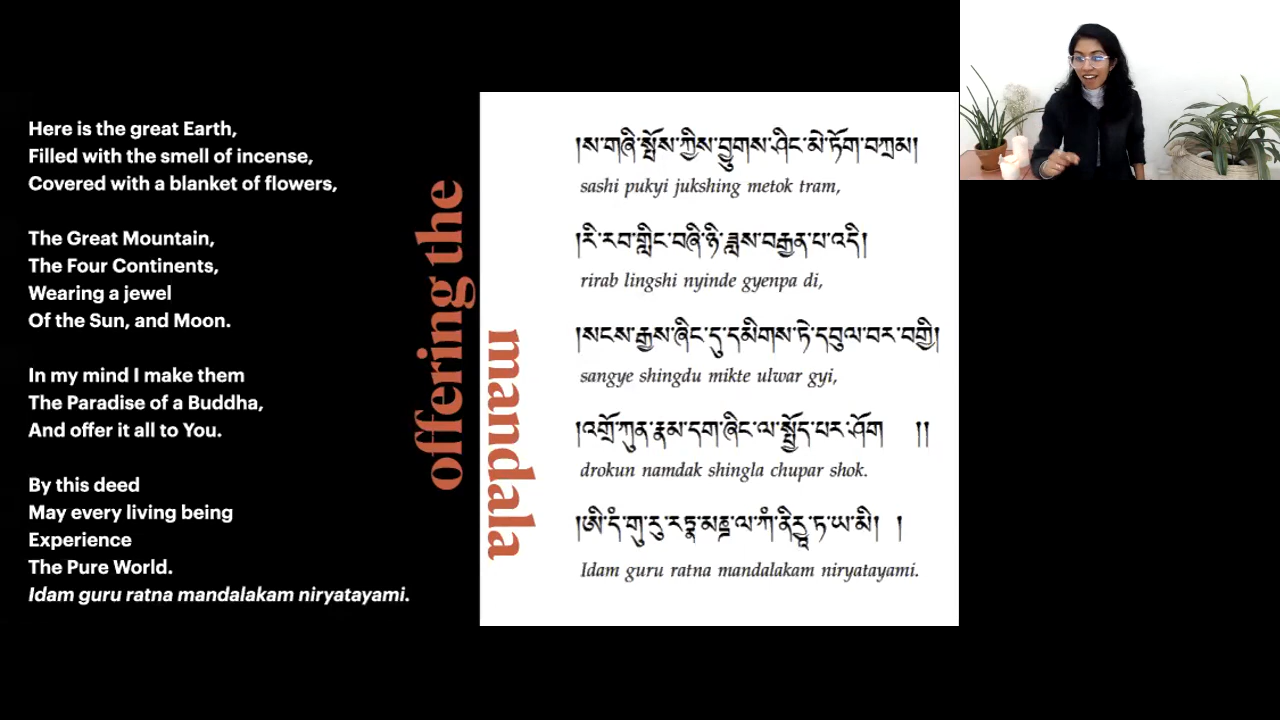 Here is the great Earth,
Filled with the smell of incense,
Covered with a blanket of flowers,
The Great Mountain,
The Four Continents,
Wearing a jewel
Of the Sun, and Moon.
In my mind I make them
The Paradise of a Buddha,
And offer it all to You.
By this deed
May every living being
Experience
The Pure World.
Idam guru ratna mandalakam niryatayami.
offering the
mandala
།ས་གཞི་སྤོས་ཀྱིས་བྱུགས་ཤིང་མེ་ཏོག་བཀྲམ།
sashi pukyi jukshing metok tram,
།རི་རབ་གླིང་བཞི་ཉི་ཟླས་བརྒྱན་པ་འདི།
rirab lingshi nyinde gyenpa di,
།སངས་རྒྱས་ཞིང་དུ་དམིགས་ཏེ་དབུལ་བར་བགྱི།
sangye shingdu mikte ulwar gyi,
།འགྲོ་ཀུན་རྣམ་དག་ཞིང་ལ་སྤྱོད་པར་ཤོག །།
drokun namdak shingla chupar shok.
།ཨི་དཾ་གུ་རུ་རཏྣ་མཎྜ་ལ་ཀཾ་ནིརྻཱ་ཏ་ཡ་མི། །
Idam guru ratna mandalakam niryatayami.